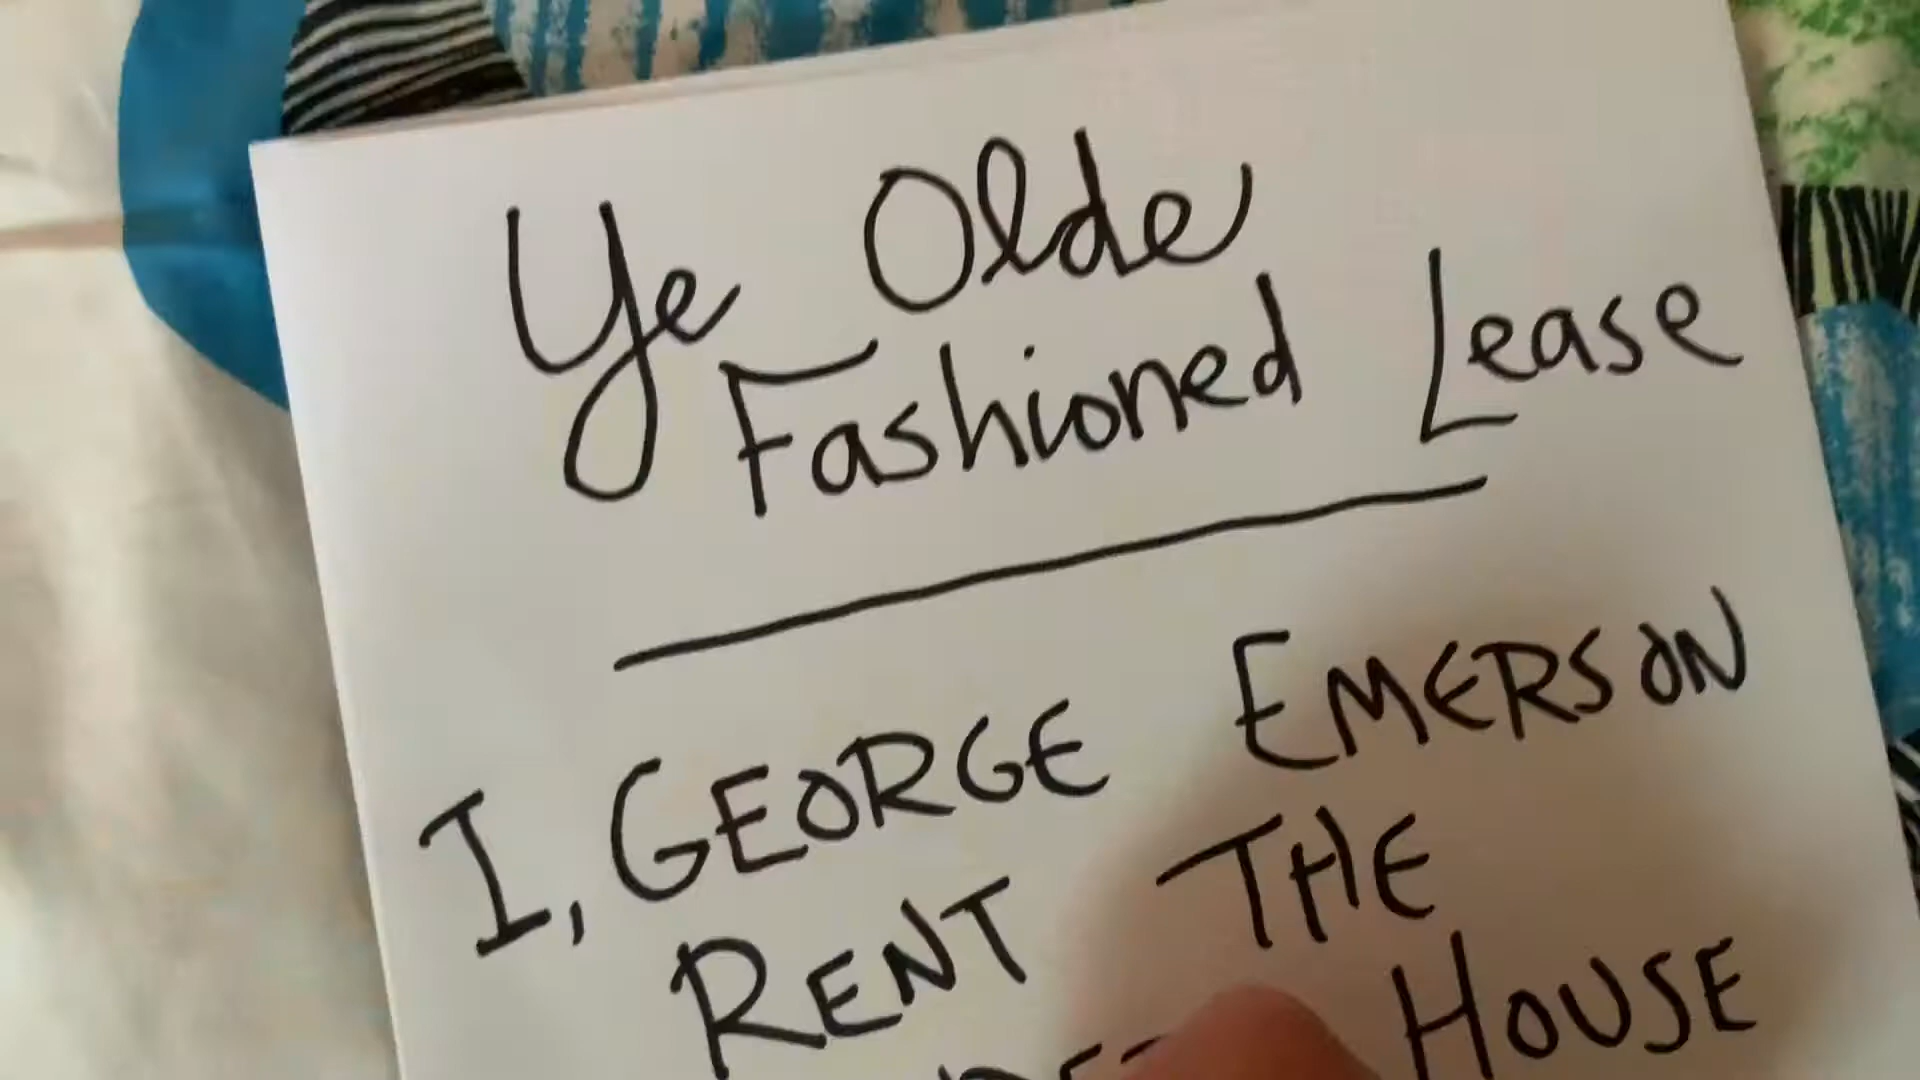 Ye Olde
Fashioned Lease
I, GEORGE EMERSON
RENT THE
HOUSE